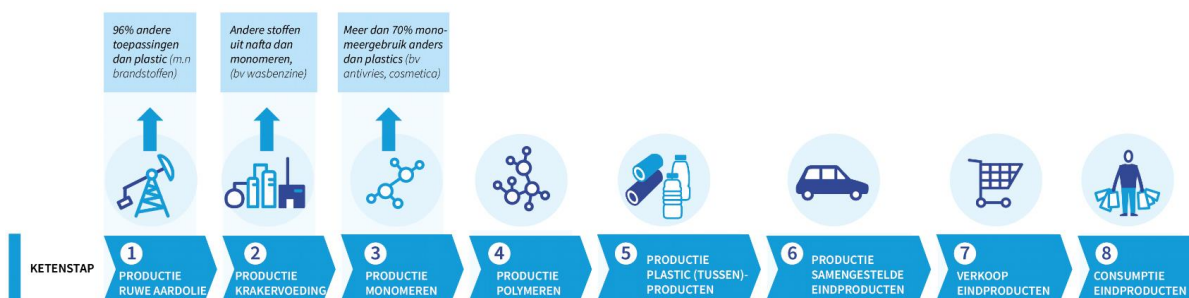 96% andere
toepassingen
dan plastic (m.n
brandstoffen)
Andere stoffen
uit nafta dan
monomeren,
(bv wasbenzine)
Meer dan 70% mono-
meergebruik anders
dan plastics (bv
antivries, cosmetica)
KETENSTAP
1
PRODUCTIE
RUWE AARDOLIE
2
PRODUCTIE
KRAKERVOEDING
3
PRODUCTIE
MONOMEREN
4
PRODUCTIE
POLYMEREN
5
PRODUCTIE
PLASTIC (TUSSEN)-
PRODUCTEN
6
PRODUCTIE
SAMENGESTELDE
EINDPRODUCTEN
7
VERKOOP
EINDPRODUCTEN
8
CONSUMPTIE
EINDPRODUCTEN